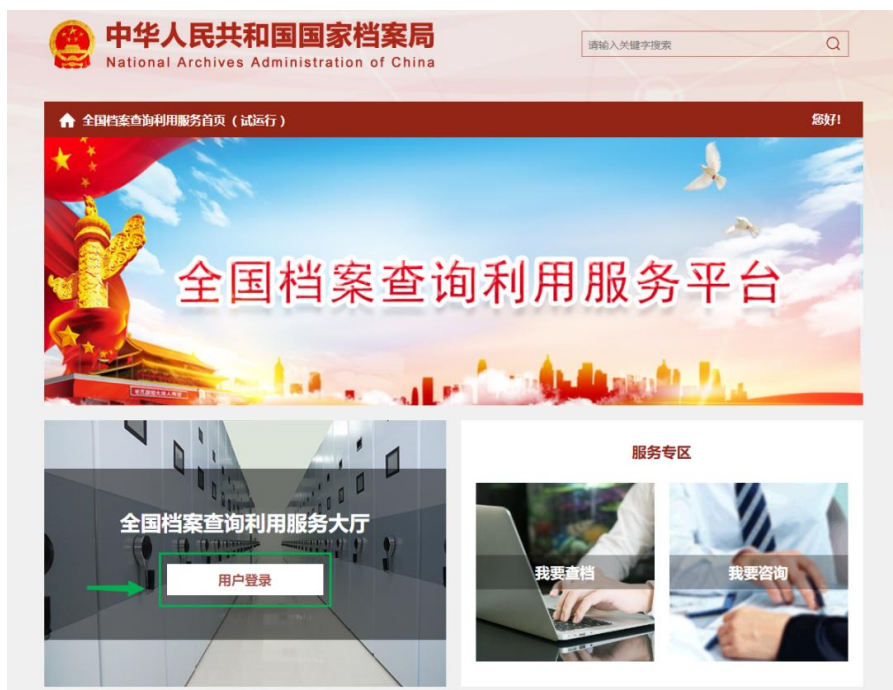 中华人民共和国国家档案局
National Archives Administration of China
请输入关键字搜索
全国档案查询利用服务首页（试运行）
您好!
全国档案查询利用服务平台
全国档案查询利用服务大厅
用户登录
服务专区
我要查档
我要咨询